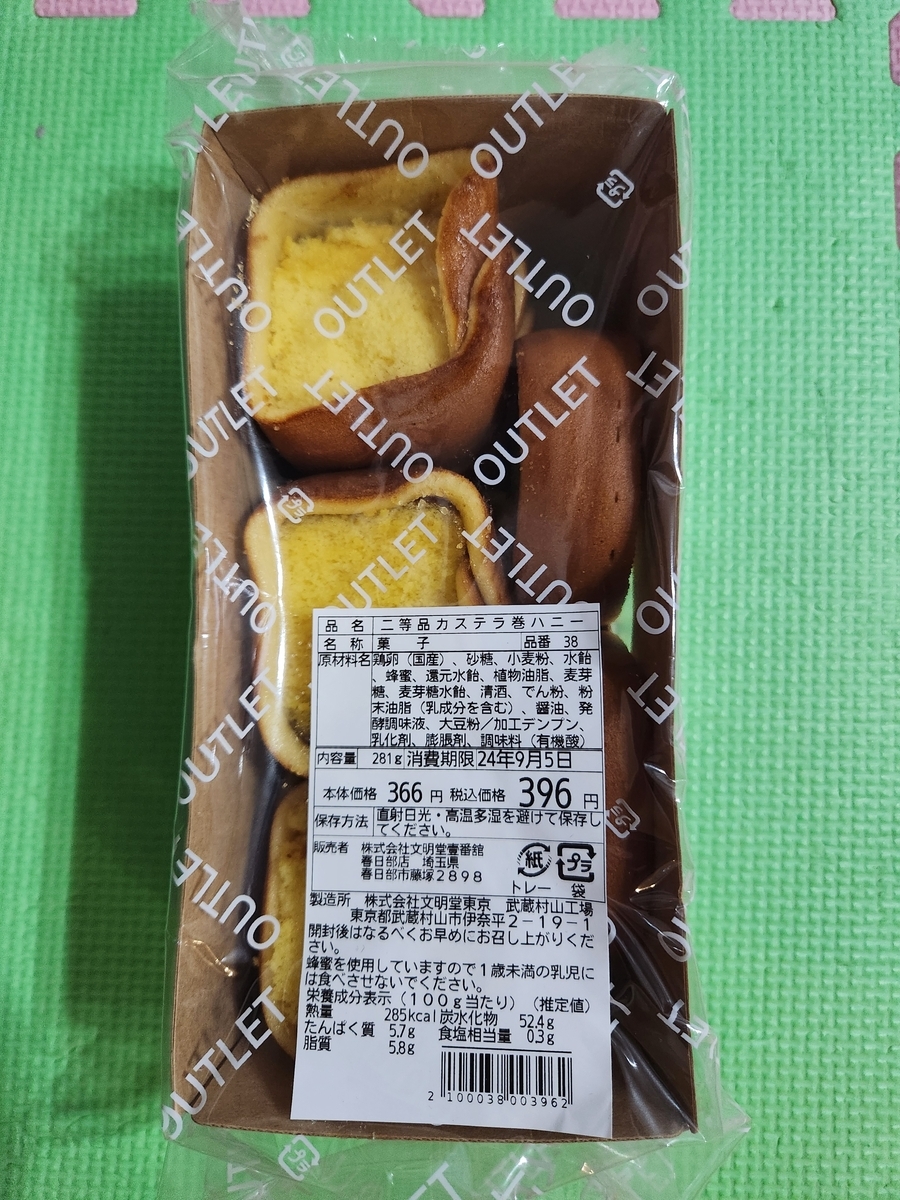 OUTLET
品名 二等品カステラ巻ハニー
名称 菓子 品番 38
原材料名 鶏卵（国産）、砂糖、小麦粉、水飴
、蜂蜜、還元水飴、植物油脂、麦芽
糖、麦芽糖水飴、清酒、でん粉、粉
末油脂（乳成分を含む）、醤油、発
酵調味液、大豆粉／加工デンプン、
乳化剤、膨脹剤、調味料（有機酸）
内容量 281g 消費期限 24年9月5日
本体価格 366 円 税込価格 396 円
保存方法 直射日光・高温多湿を避けて保存し
てください。
販売者 株式会社文明堂壹番舘
春日部店 埼玉県
春日部市藤塚2898
紙 プラ
トレー 袋
製造所 株式会社文明堂東京 武蔵村山工場
東京都武蔵村山市伊奈平2－19－1
開封後はなるべくお早めにお召し上がりくだ
さい。
蜂蜜を使用していますので1歳未満の乳児に
は食べさせないでください。
栄養成分表示（100g当たり）（推定値）
熱量 285kcal 炭水化物 52.4g
たんぱく質 5.7g 食塩相当量 0.3g
脂質 5.8g
2 100038 003962